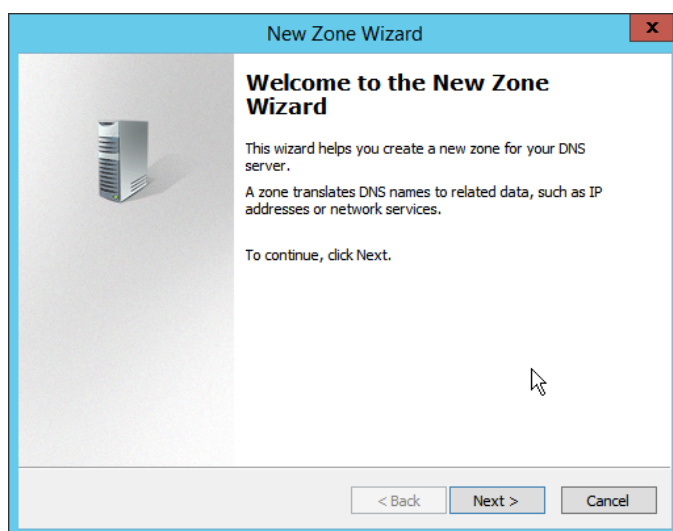 New Zone Wizard
x
Welcome to the New Zone
Wizard
This wizard helps you create a new zone for your DNS
server.
A zone translates DNS names to related data, such as IP
addresses or network services.
To continue, click Next.
< Back
Next >
Cancel